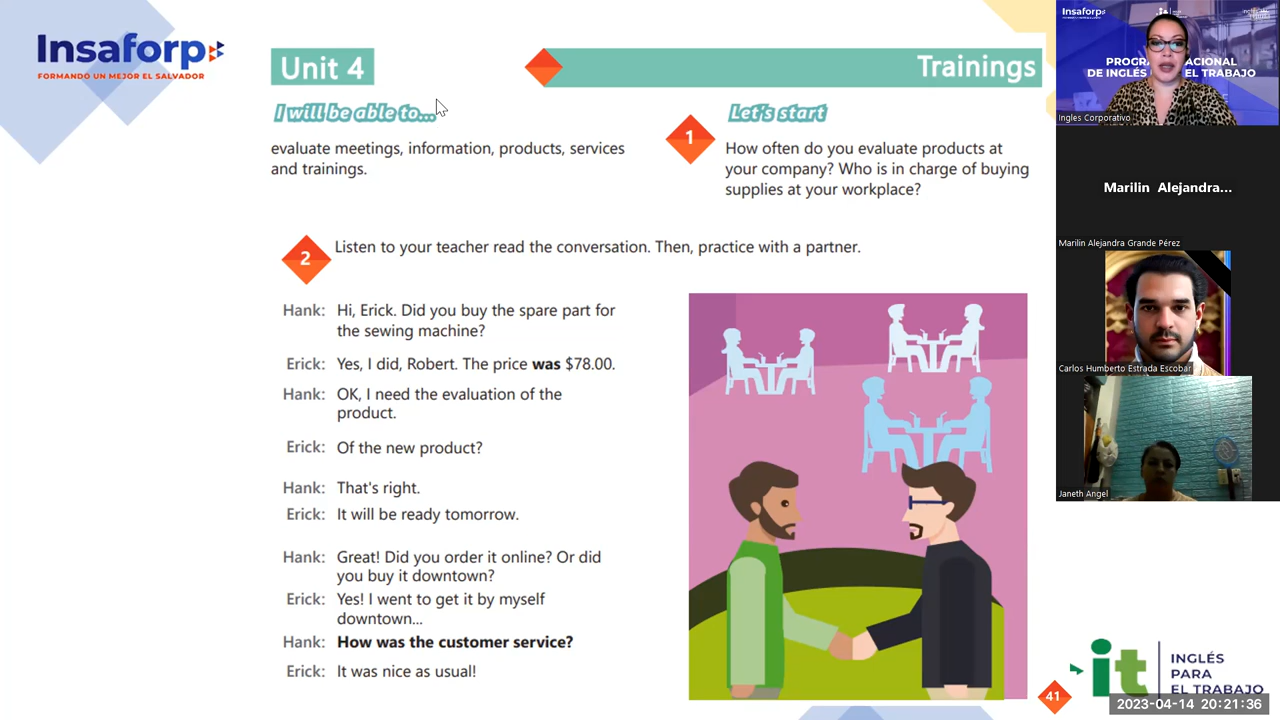 Insaforp
FORMANDO UN MEJOR EL SALVADOR
Unit 4
Trainings
I will be able to...
evaluate meetings, information, products, services
and trainings.
1
Let's start
How often do you evaluate products at
your company? Who is in charge of buying
supplies at your workplace?
2
Listen to your teacher read the conversation. Then, practice with a partner.
Hank: Hi, Erick. Did you buy the spare part for
the sewing machine?
Erick: Yes, I did, Robert. The price was $78.00.
Hank: OK, I need the evaluation of the
product.
Erick: Of the new product?
Hank: That's right.
Erick: It will be ready tomorrow.
Hank: Great! Did you order it online? Or did
you buy it downtown?
Erick: Yes! I went to get it by myself
downtown...
Hank: How was the customer service?
Erick: It was nice as usual!
41
it
INGLÉS
PARA
EL TRABAJO
2023-04-14 20:21:36
Insaforp
it
PROGR ACIONAL
DE INGLÉS EL TRABAJO
Ingles Corporativo
Marilin Alejandra...
Marilin Alejandra Grande Pérez
Carlos Humberto Estrada Escobar
Janeth Angel